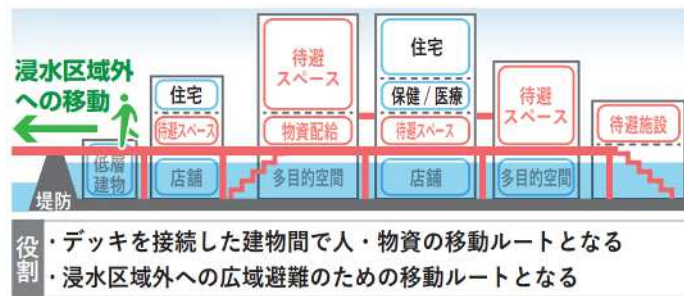 浸水区域外
への移動
住宅
待避スペース
店舗
低層
建物
堤防
待避
スペース
物資配給
多目的空間
住宅
保健 / 医療
待避スペース
店舗
待避
スペース
多目的空間
待避施設
役割
・デッキを接続した建物間で人・物資の移動ルートとなる
・浸水区域外への広域避難のための移動ルートとなる